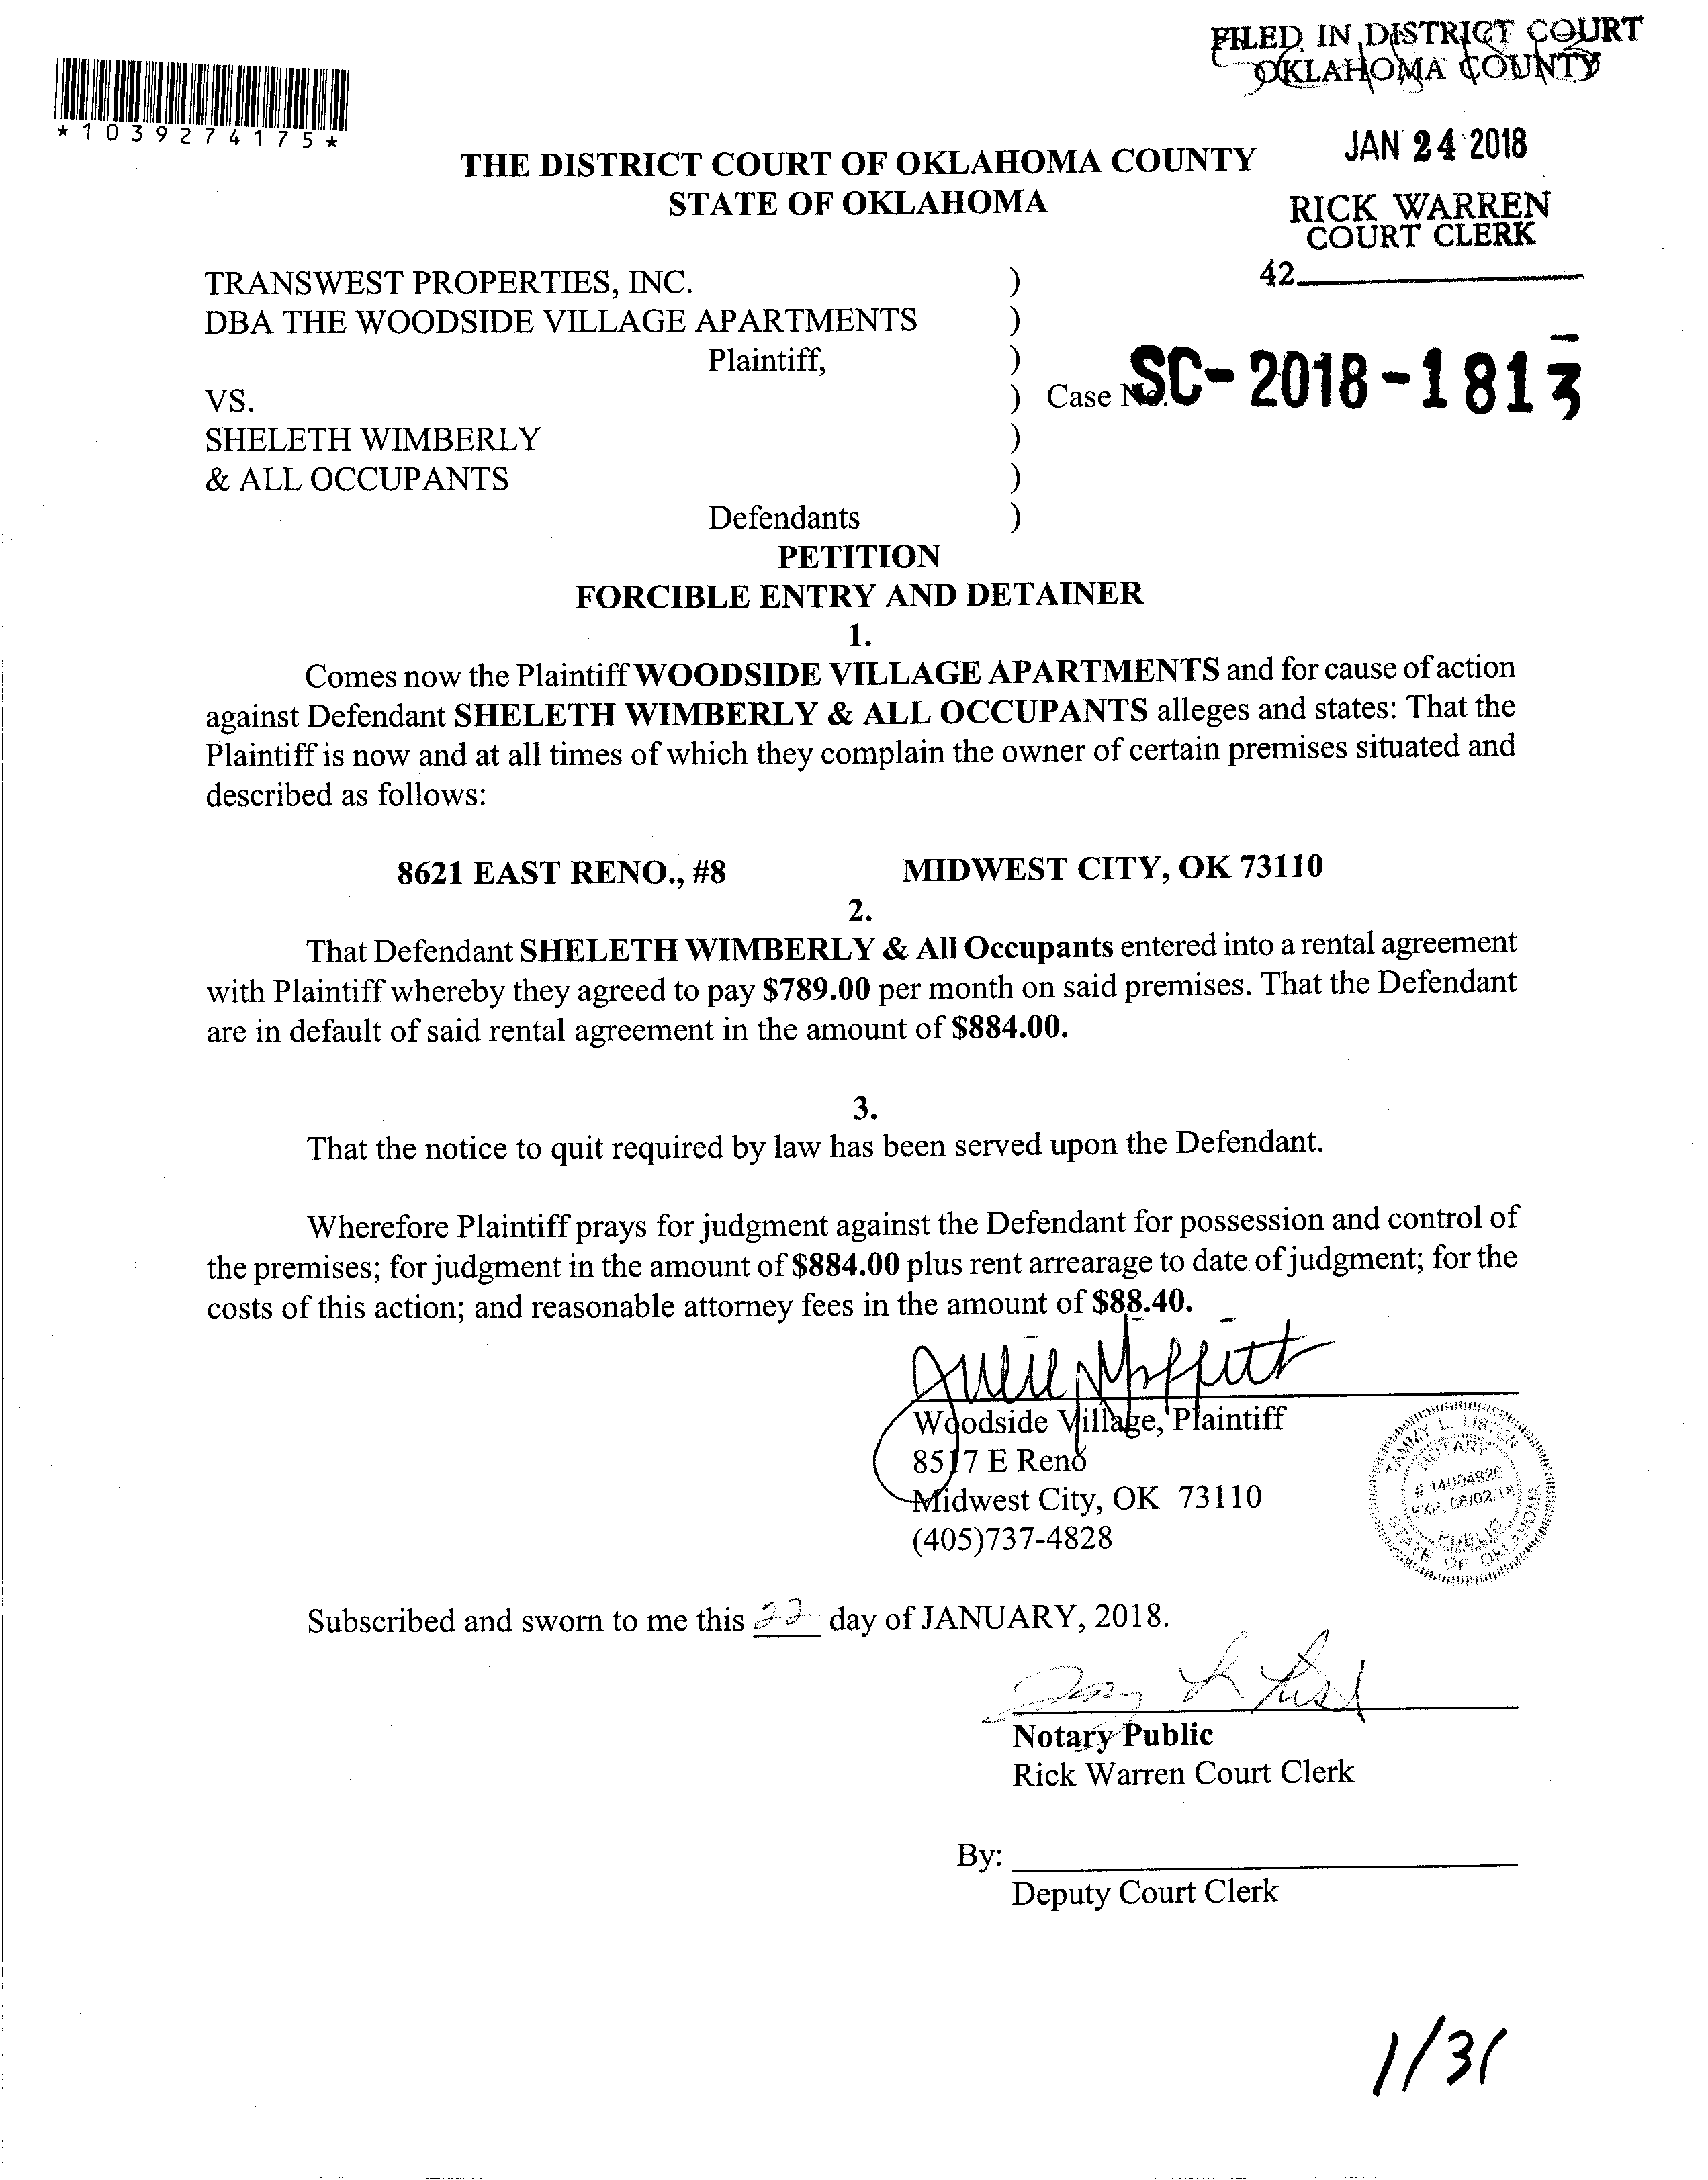 FILED IN DISTRICT COURT
OKLAHOMA COUNTY
*1039274175*
JAN 24 2018
THE DISTRICT COURT OF OKLAHOMA COUNTY
STATE OF OKLAHOMA
RICK WARREN
COURT CLERK
42
TRANSWEST PROPERTIES, INC. )
DBA THE WOODSIDE VILLAGE APARTMENTS )
Plaintiff, )
VS. ) Case No. SC-2018-1813
SHELETH WIMBERLY )
& ALL OCCUPANTS )
Defendants )
PETITION
FORCIBLE ENTRY AND DETAINER
1.
Comes now the Plaintiff WOODSIDE VILLAGE APARTMENTS and for cause of action
against Defendant SHELETH WIMBERLY & ALL OCCUPANTS alleges and states: That the
Plaintiff is now and at all times of which they complain the owner of certain premises situated and
described as follows:
8621 EAST RENO., #8 MIDWEST CITY, OK 73110
2.
That Defendant SHELETH WIMBERLY & All Occupants entered into a rental agreement
with Plaintiff whereby they agreed to pay $789.00 per month on said premises. That the Defendant
are in default of said rental agreement in the amount of $884.00.
3.
That the notice to quit required by law has been served upon the Defendant.
Wherefore Plaintiff prays for judgment against the Defendant for possession and control of
the premises; for judgment in the amount of $884.00 plus rent arrearage to date of judgment; for the
costs of this action; and reasonable attorney fees in the amount of $88.40.
Julie Moffitt
Woodside Village, Plaintiff
8517 E Reno
Midwest City, OK 73110
(405)737-4828
TAMMY L. LISTEN
NOTARY
# 14004826
EXP. 06/02/18
PUBLIC
STATE OF OKLAHOMA
Subscribed and sworn to me this 22 day of JANUARY, 2018.
Notary Public
Rick Warren Court Clerk
By:
Deputy Court Clerk
1/31